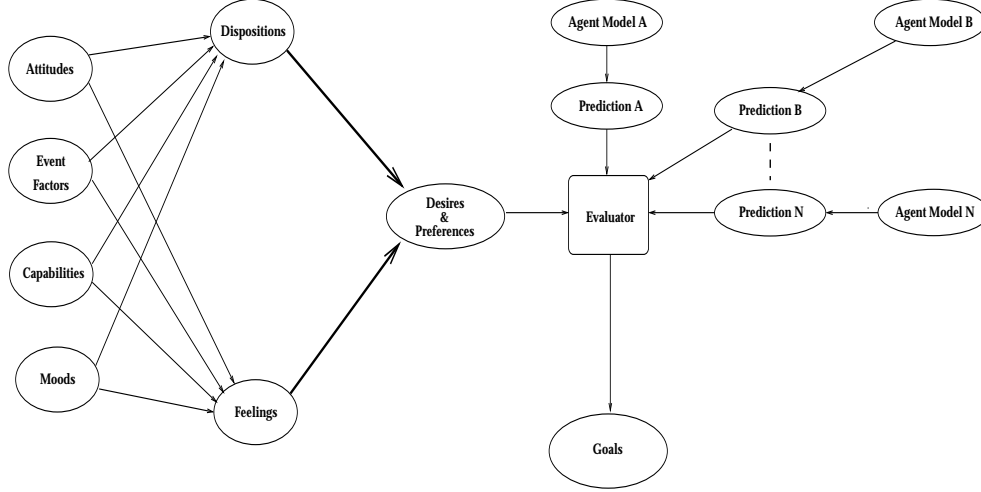 Attitudes
Event
Factors
Capabilities
Moods
Dispositions
Feelings
Desires
&
Preferences
Agent Model A
Prediction A
Agent Model B
Prediction B
Evaluator
Prediction N
Agent Model N
Goals